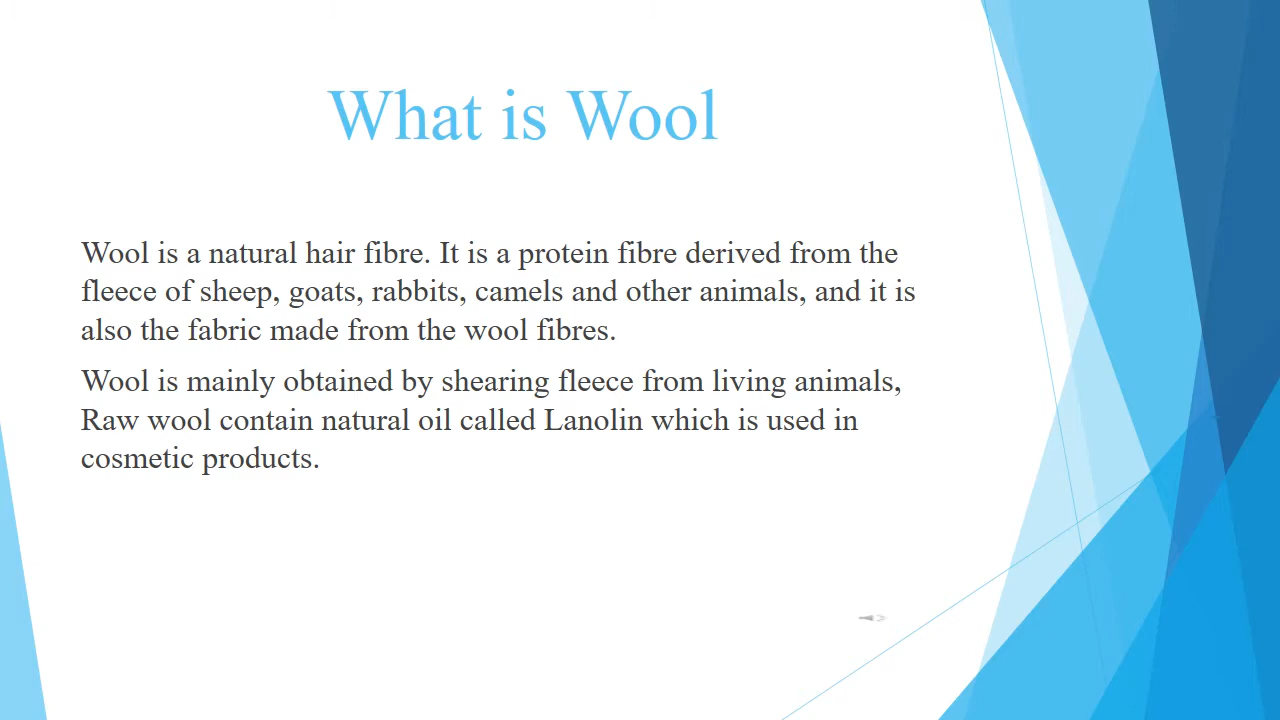 What is Wool
Wool is a natural hair fibre. It is a protein fibre derived from the
fleece of sheep, goats, rabbits, camels and other animals, and it is
also the fabric made from the wool fibres.
Wool is mainly obtained by shearing fleece from living animals,
Raw wool contain natural oil called Lanolin which is used in
cosmetic products.